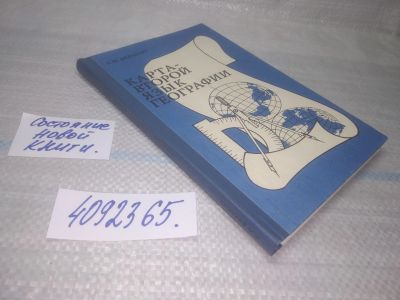 КАРТА-
ВТОРОЙ
ЯЗЫК
ГЕОГРАФИИ
Состояние
новой
книги.
4092365.